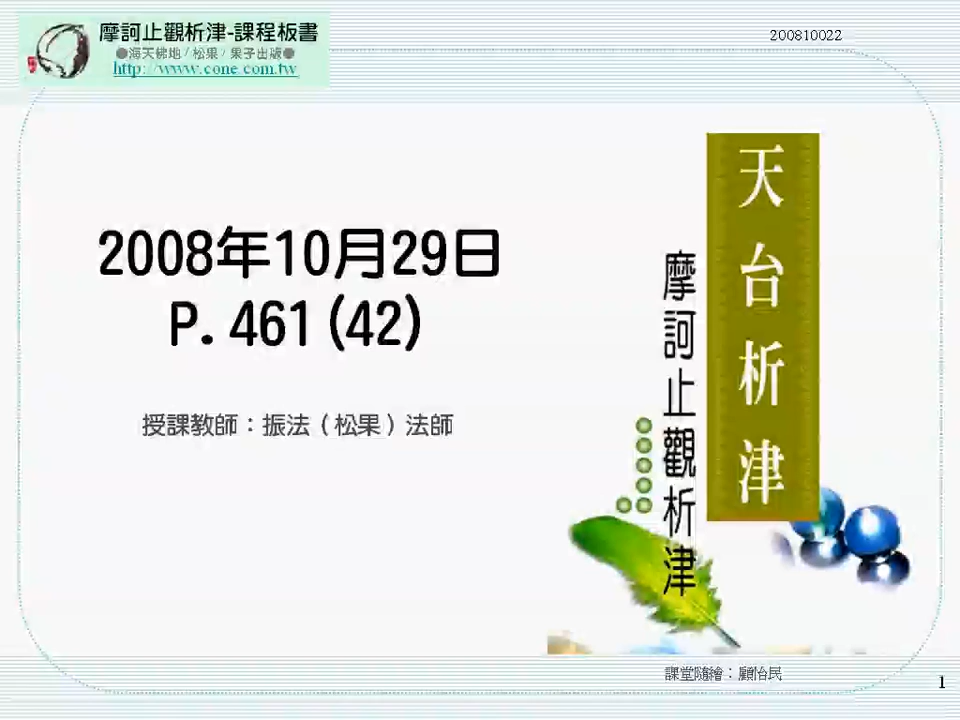 摩訶止觀析津-課程板書
●海天佛地/松果/果子出版●
http://www.cone.com.tw
200810022
2008年10月29日
P.461(42)
授課教師：振法（松果）法師
天台析津
摩訶止觀析津
課堂隨繪：顧怡民
1